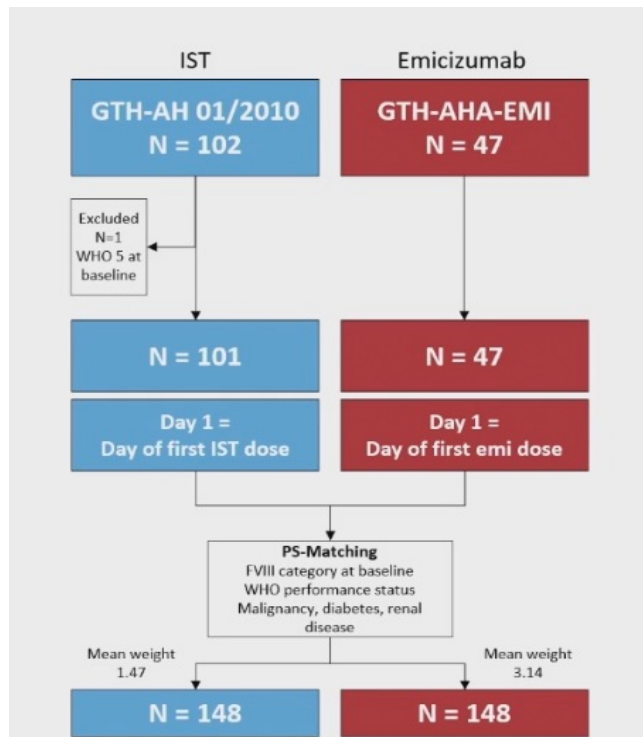 IST
Emicizumab
GTH-AH 01/2010
N = 102
GTH-AHA-EMI
N = 47
Excluded
N=1
WHO 5 at
baseline
N = 101
N = 47
Day 1 =
Day of first IST dose
Day 1 =
Day of first emi dose
PS-Matching
FVIII category at baseline
WHO performance status
Malignancy, diabetes, renal
disease
Mean weight
1.47
Mean weight
3.14
N = 148
N = 148